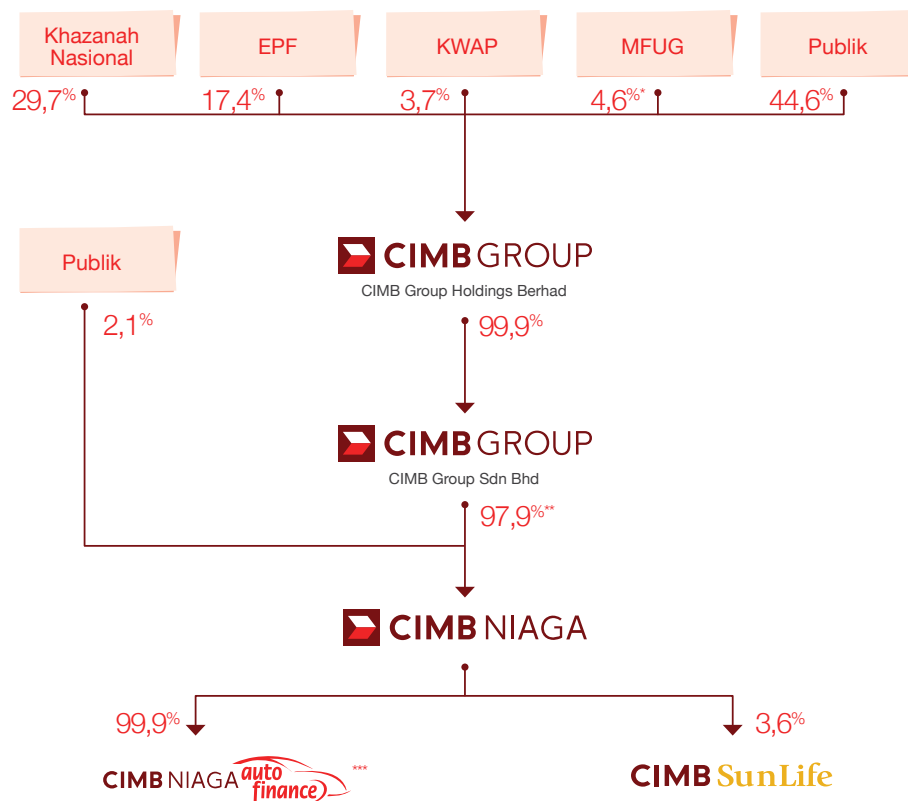 Khazanah
Nasional
EPF
KWAP
MFUG
Publik
29,7%
17,4%
3,7%
4,6%*
44,6%
CIMB GROUP
CIMB Group Holdings Berhad
Publik
2,1%
99,9%
CIMB GROUP
CIMB Group Sdn Bhd
97,9%**
CIMB NIAGA
99,9%
3,6%
CIMB NIAGA auto finance ***
CIMB Sun Life